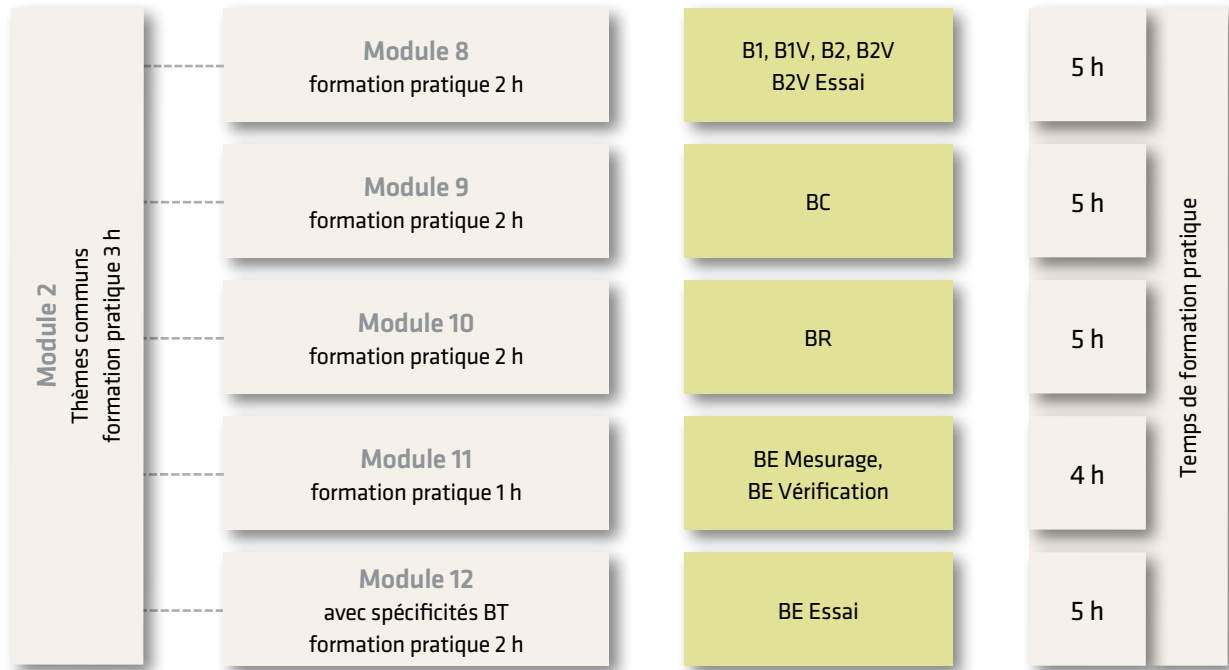 Module 2
Thèmes communs
formation pratique 3 h
Module 8
formation pratique 2 h
B1, B1V, B2, B2V
B2V Essai
5 h
Module 9
formation pratique 2 h
BC
5 h
Module 10
formation pratique 2 h
BR
5 h
Module 11
formation pratique 1 h
BE Mesurage,
BE Vérification
4 h
Module 12
avec spécificités BT
formation pratique 2 h
BE Essai
5 h
Temps de formation pratique